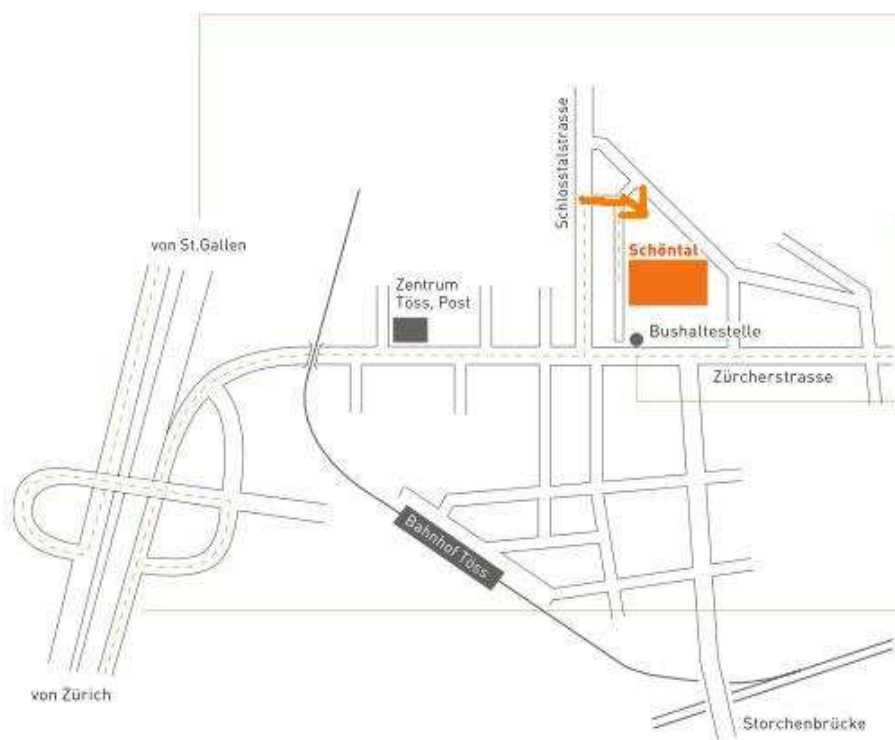 Schlosstalstrasse
von St.Gallen
Schöntal
Zentrum
Töss, Post
Bushaltestelle
Zürcherstrasse
Bahnhof Töss
von Zürich
Storchenbrücke